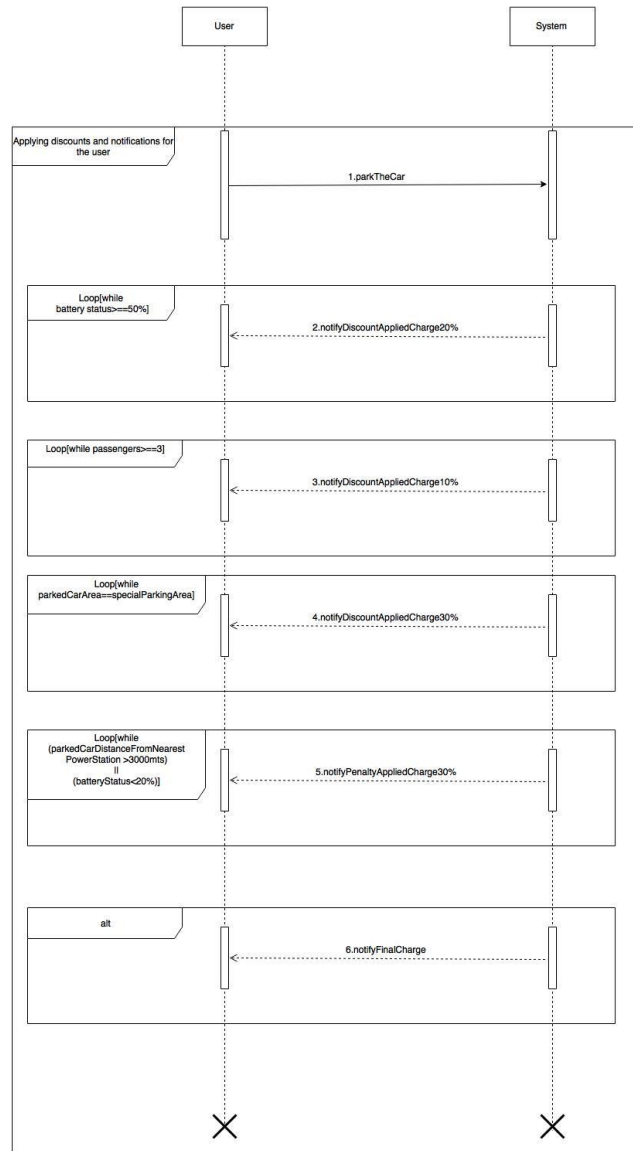 User
System
Applying discounts and notifications for
the user
1.parkTheCar
Loop[while
battery status>==50%]
2.notifyDiscountAppliedCharge20%
Loop[while passengers>==3]
3.notifyDiscountAppliedCharge10%
Loop[while
parkedCarArea==specialParkingArea]
4.notifyDiscountAppliedCharge30%
Loop[while
(parkedCarDistanceFromNearest
PowerStation >3000mts)
||
(batteryStatus<20%)]
5.notifyPenaltyAppliedCharge30%
alt
6.notifyFinalCharge